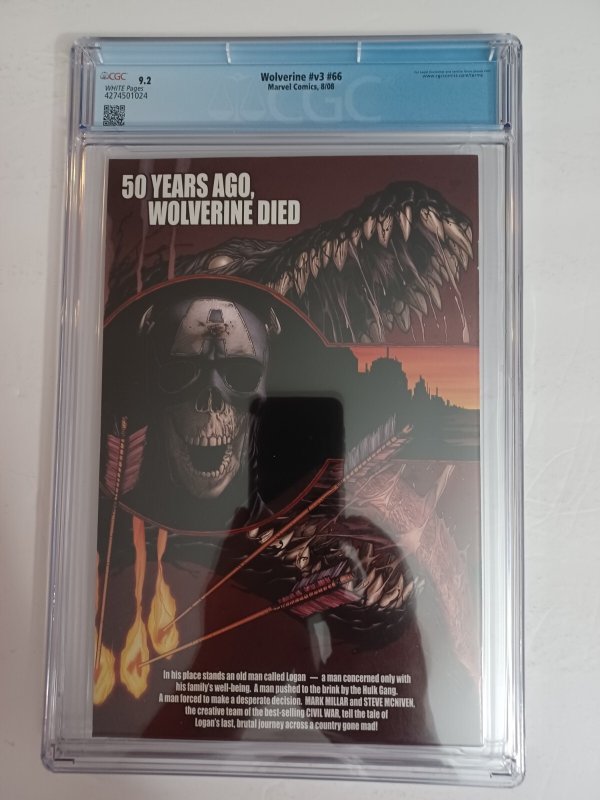 CGC
9.2
WHITE Pages
4274501024
Wolverine #v3 #66
Marvel Comics, 8/08
www.cgccomics.com/terms
CGC
50 YEARS AGO,
WOLVERINE DIED
In his place stands an old man called Logan — a man concerned only with
his family's well-being. A man pushed to the brink by the Hulk Gang.
A man forced to make a desperate decision. MARK MILLAR and STEVE MCNIVEN,
the creative team of the best-selling CIVIL WAR, tell the tale of
Logan's last, brutal journey across a country gone mad!